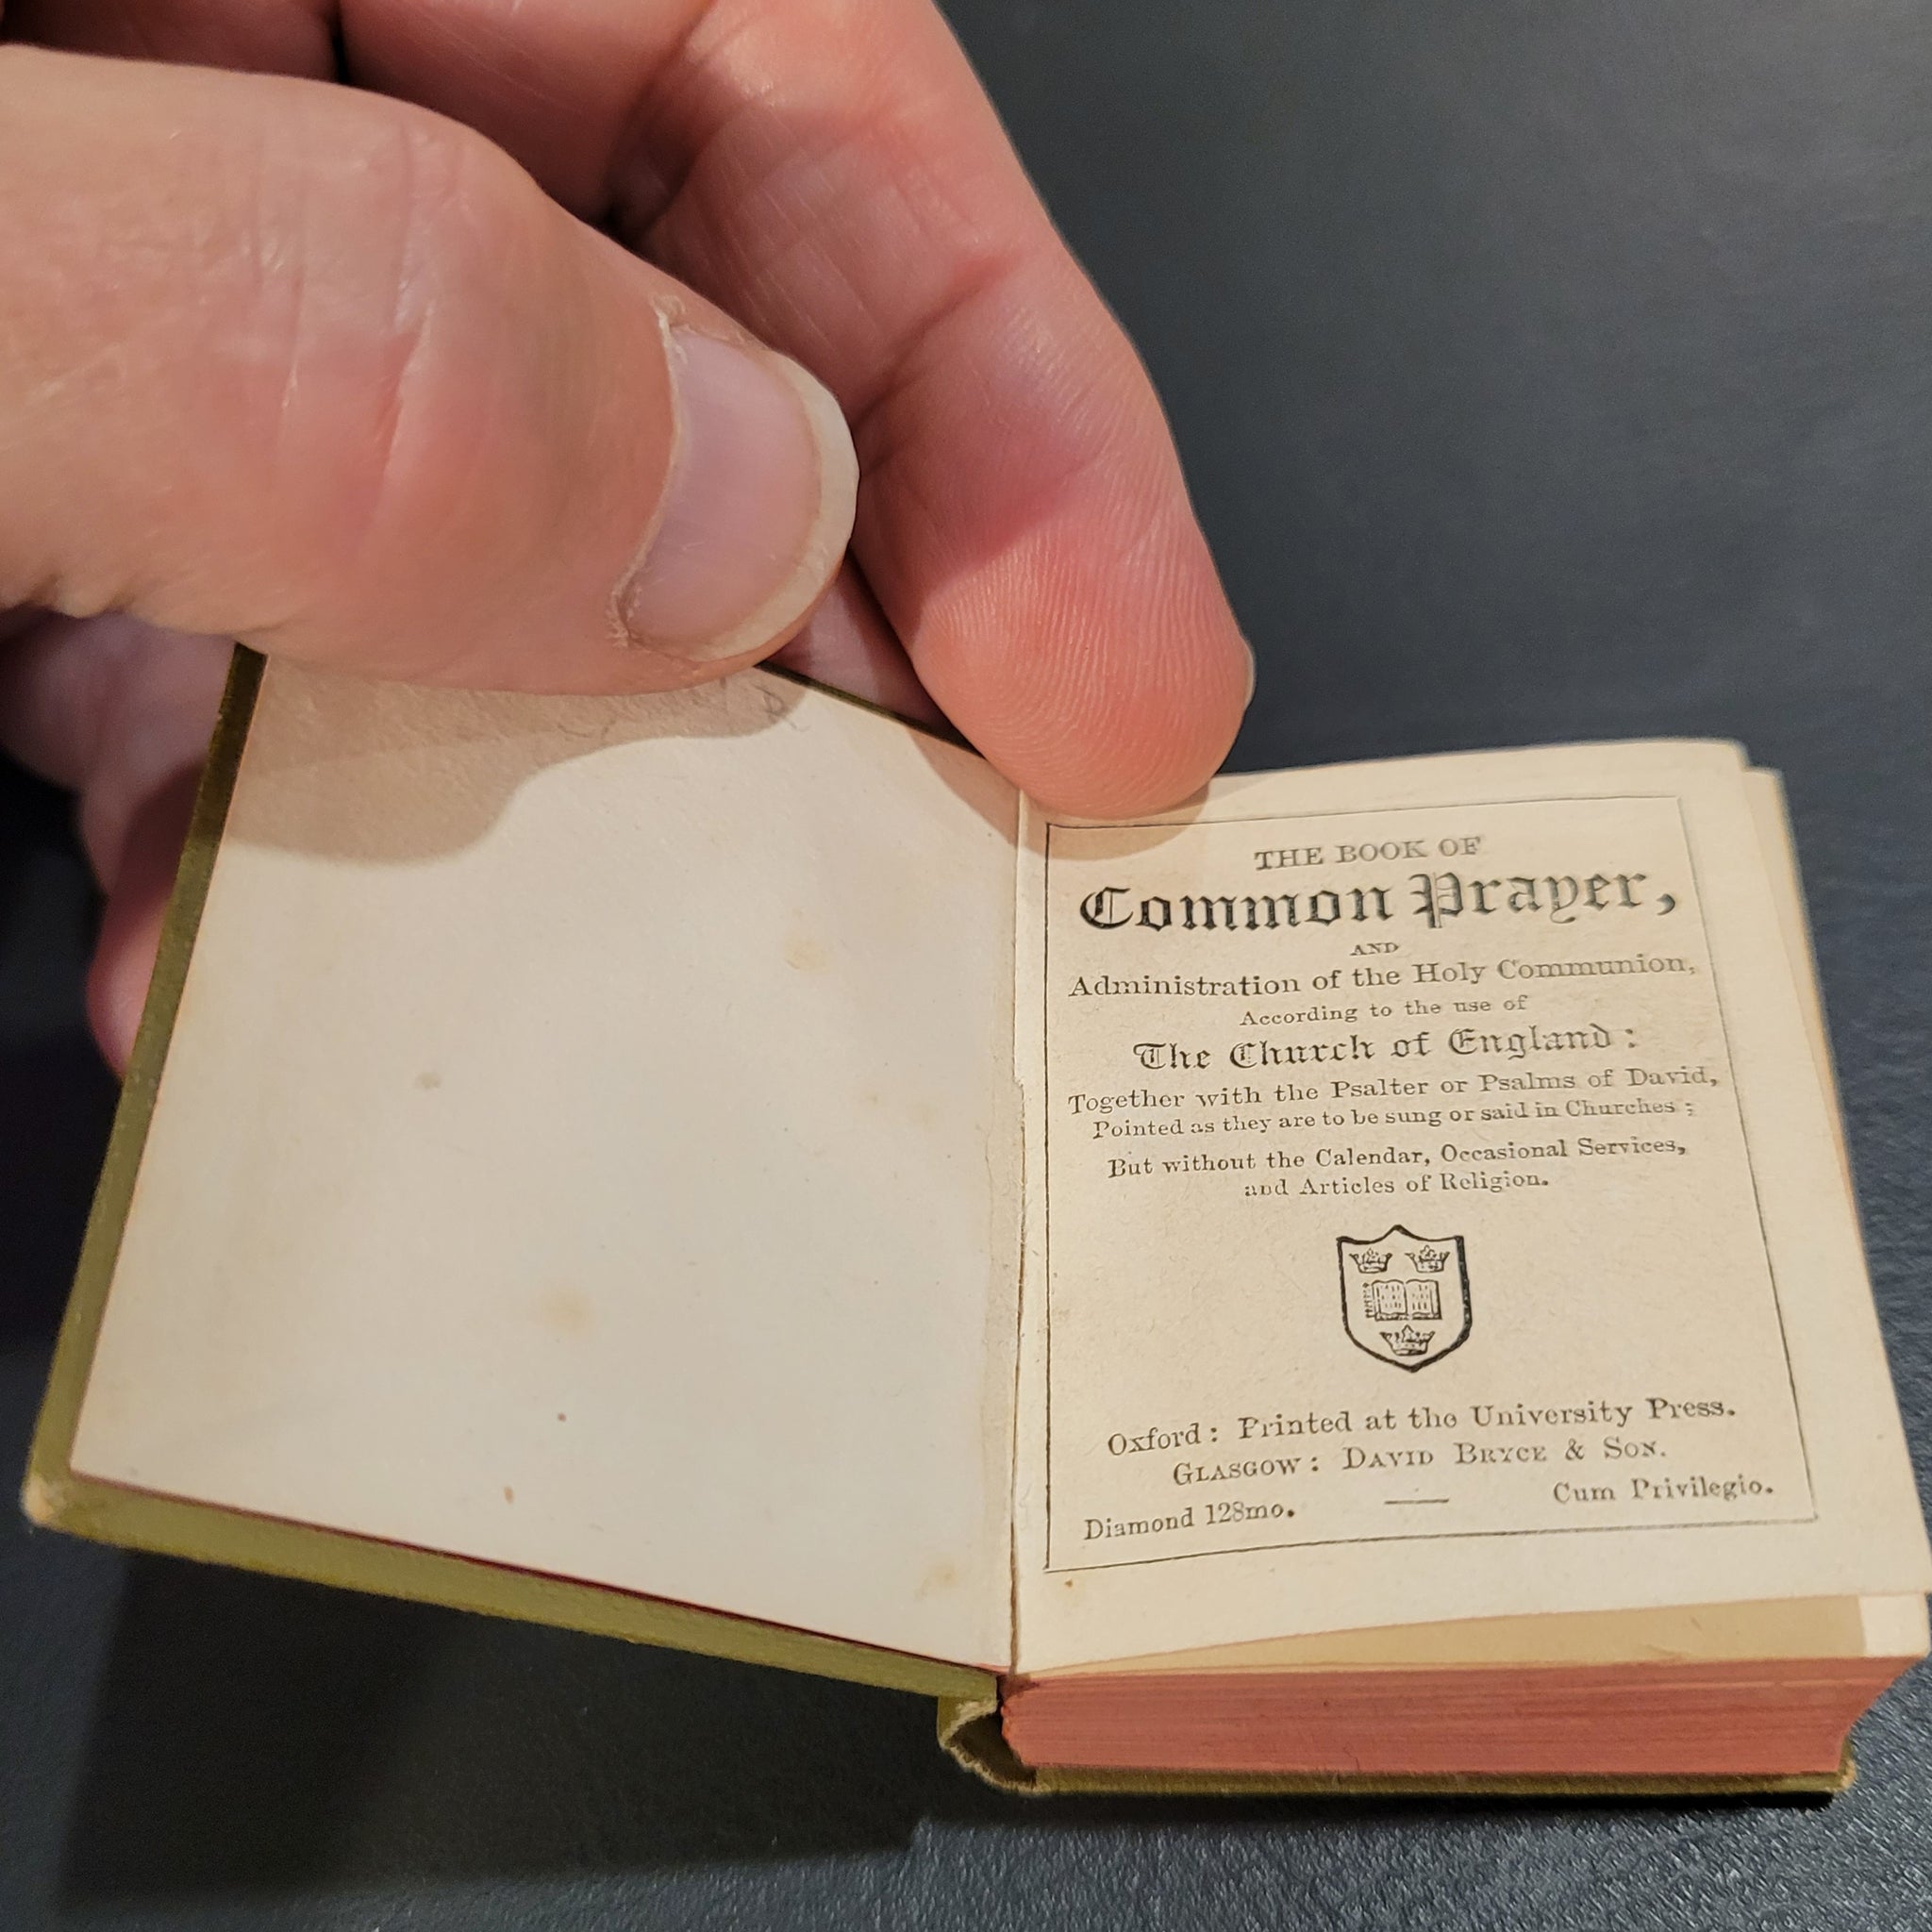 THE BOOK OF
Common Prayer,
AND
Administration of the Holy Communion,
According to the use of
The Church of England:
Together with the Psalter or Psalms of David,
Pointed as they are to be sung or said in Churches;
But without the Calendar, Occasional Services,
and Articles of Religion.
Oxford: Printed at the University Press.
GLASGOW: DAVID BRYCE & SON.
Diamond 128mo. — Cum Privilegio.